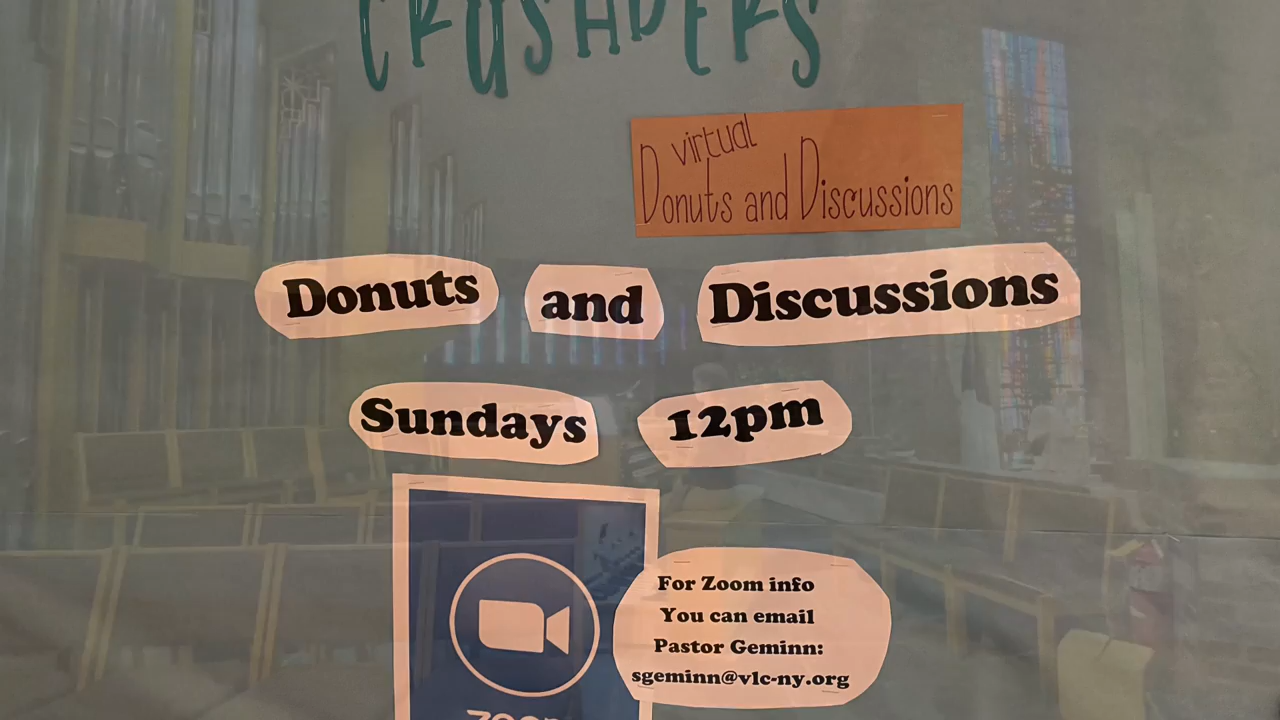 CRUSADERS
virtual
Donuts and Discussions
Donuts and Discussions
Sundays 12pm
For Zoom info
You can email
Pastor Geminn:
sgeminn@vlc-ny.org
zoom